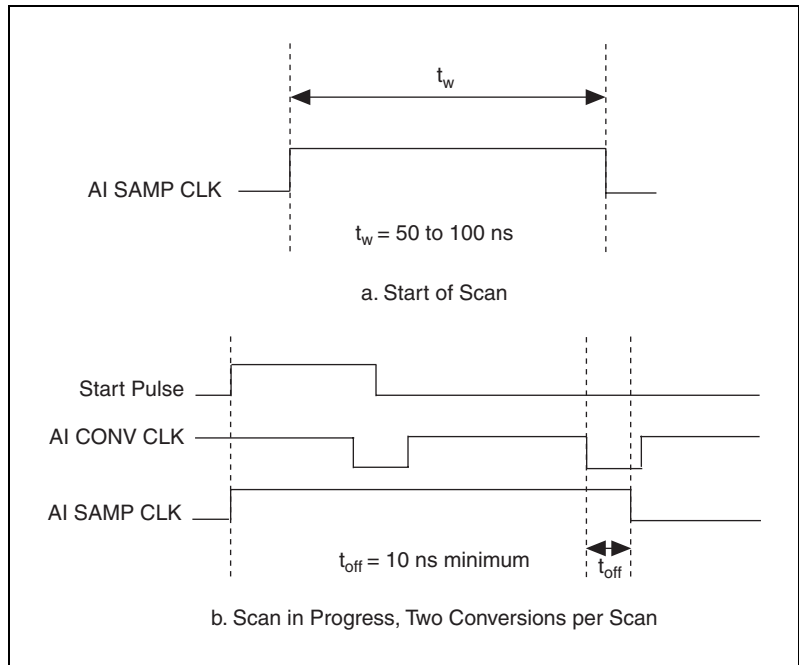 t_w
AI SAMP CLK
t_w = 50 to 100 ns
a. Start of Scan
Start Pulse
AI CONV CLK
AI SAMP CLK
t_off = 10 ns minimum
t_off
b. Scan in Progress, Two Conversions per Scan